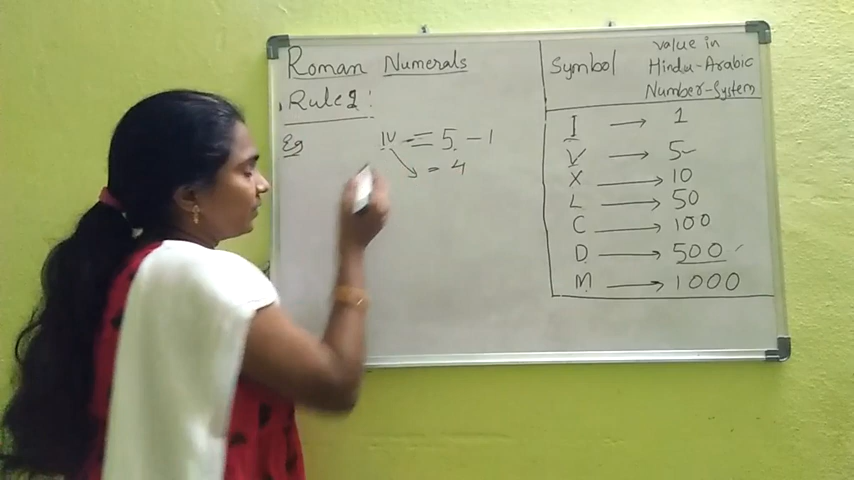 Roman Numerals
Rule 2:
Eg
IV = 5 - 1
= 4
Symbol
value in
Hindu-Arabic
Number-System
I → 1
V → 5
X → 10
L → 50
C → 100
D → 500
M → 1000